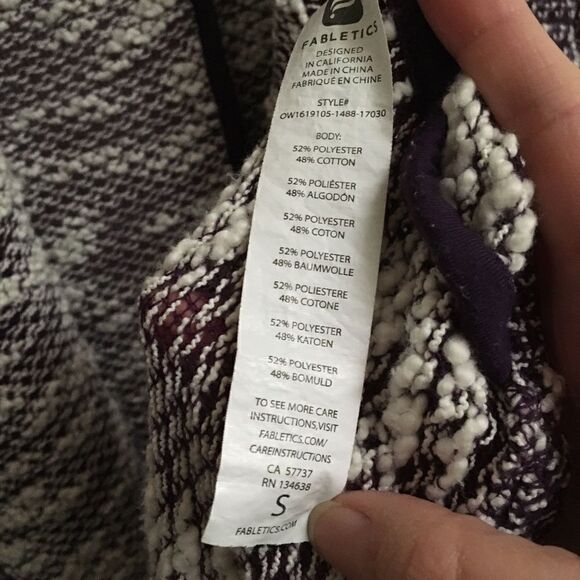 FABLETICS
DESIGNED
IN CALIFORNIA
MADE IN CHINA
FABRIQUÉ EN CHINE
STYLE#
OW1619105-1488-17030
BODY:
52% POLYESTER
48% COTTON
52% POLIÉSTER
48% ALGODÓN
52% POLYESTER
48% COTON
52% POLYESTER
48% BAUMWOLLE
52% POLIESTERE
48% COTONE
52% POLYESTER
48% KATOEN
52% POLYESTER
48% BOMULD
TO SEE MORE CARE
INSTRUCTIONS,VISIT
FABLETICS.COM/
CAREINSTRUCTIONS
CA 57737
RN 134638
S
FABLETICS.COM